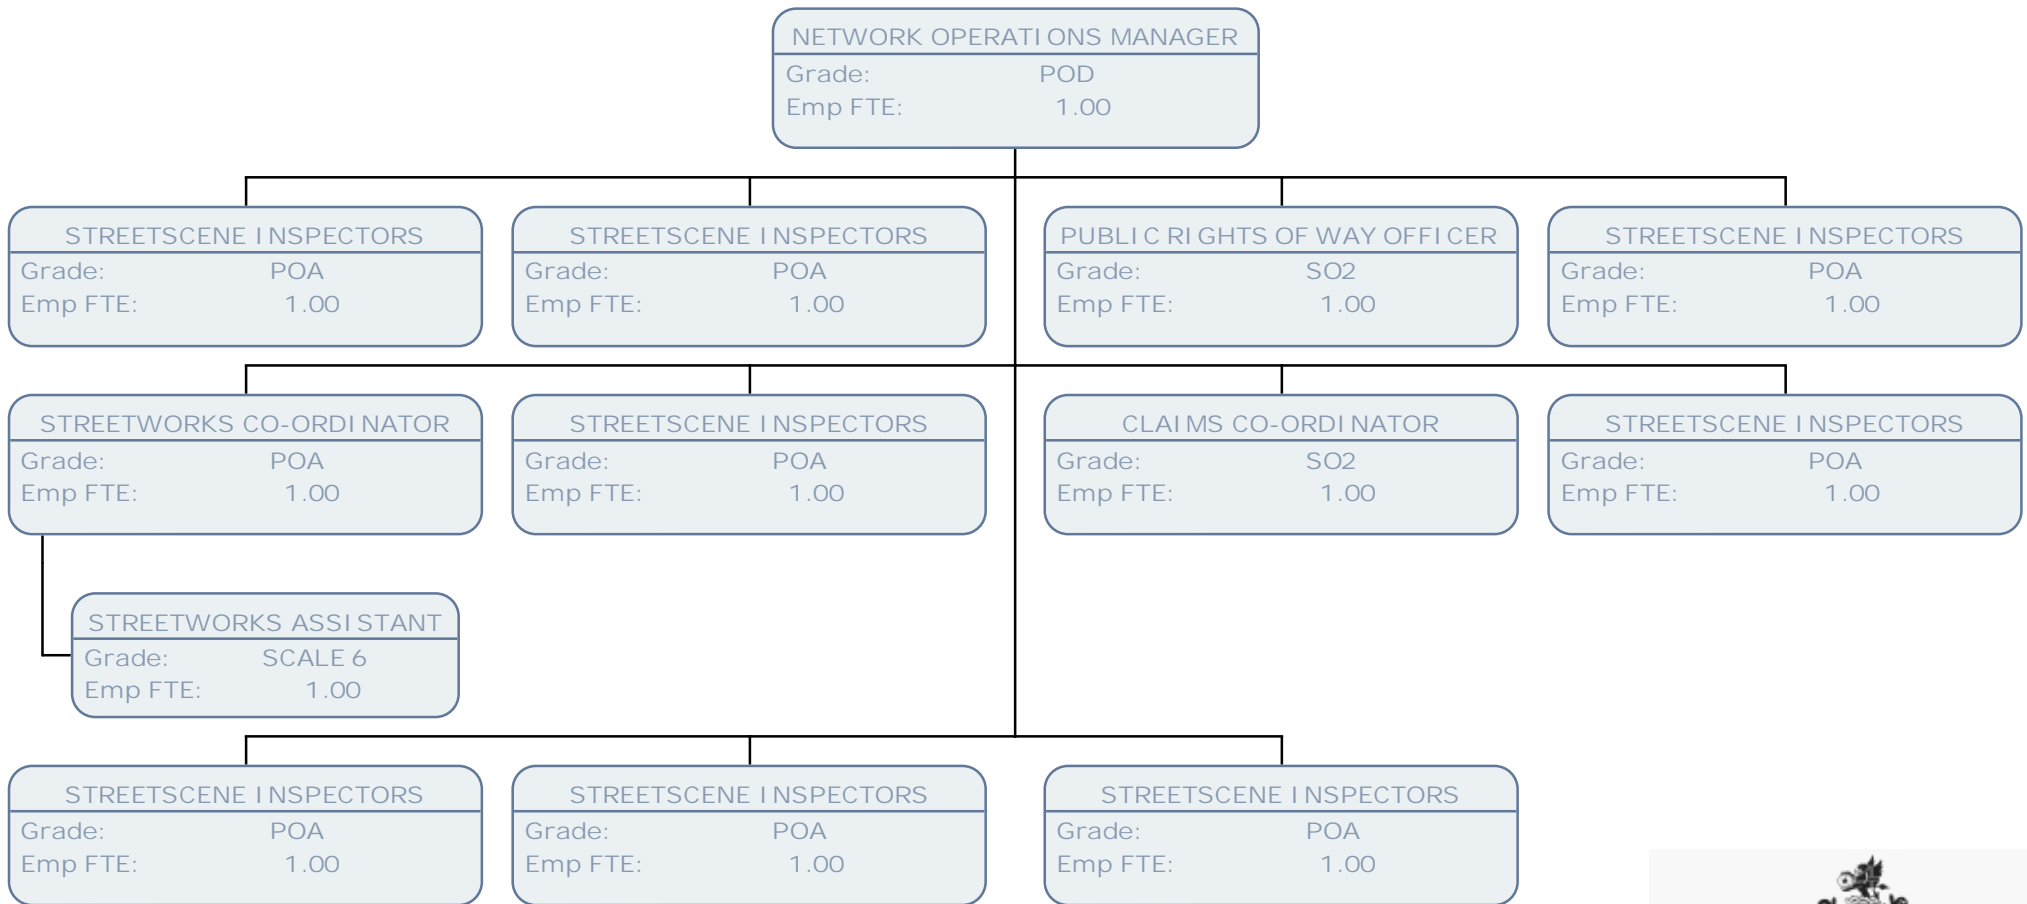 NETWORK OPERATIONS MANAGER
Grade: POD
Emp FTE: 1.00
STREETSCENE INSPECTORS
Grade: POA
Emp FTE: 1.00
STREETSCENE INSPECTORS
Grade: POA
Emp FTE: 1.00
PUBLIC RIGHTS OF WAY OFFICER
Grade: SO2
Emp FTE: 1.00
STREETSCENE INSPECTORS
Grade: POA
Emp FTE: 1.00
STREETWORKS CO-ORDINATOR
Grade: POA
Emp FTE: 1.00
STREETSCENE INSPECTORS
Grade: POA
Emp FTE: 1.00
CLAIMS CO-ORDINATOR
Grade: SO2
Emp FTE: 1.00
STREETSCENE INSPECTORS
Grade: POA
Emp FTE: 1.00
STREETWORKS ASSISTANT
Grade: SCALE 6
Emp FTE: 1.00
STREETSCENE INSPECTORS
Grade: POA
Emp FTE: 1.00
STREETSCENE INSPECTORS
Grade: POA
Emp FTE: 1.00
STREETSCENE INSPECTORS
Grade: POA
Emp FTE: 1.00